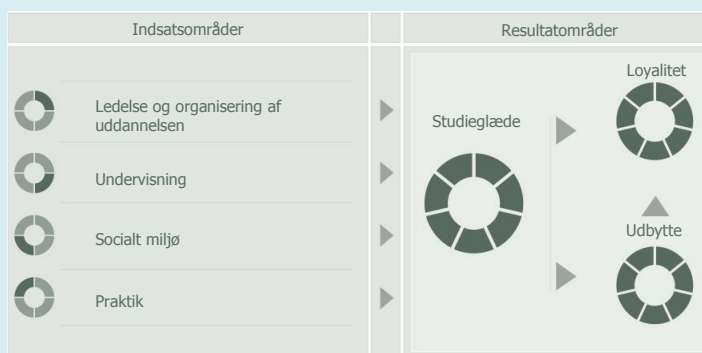 Indsatsområder
Resultatområder
Ledelse og organisering af
uddannelsen
Undervisning
Socialt miljø
Praktik
Studieglæde
Loyalitet
Udbytte